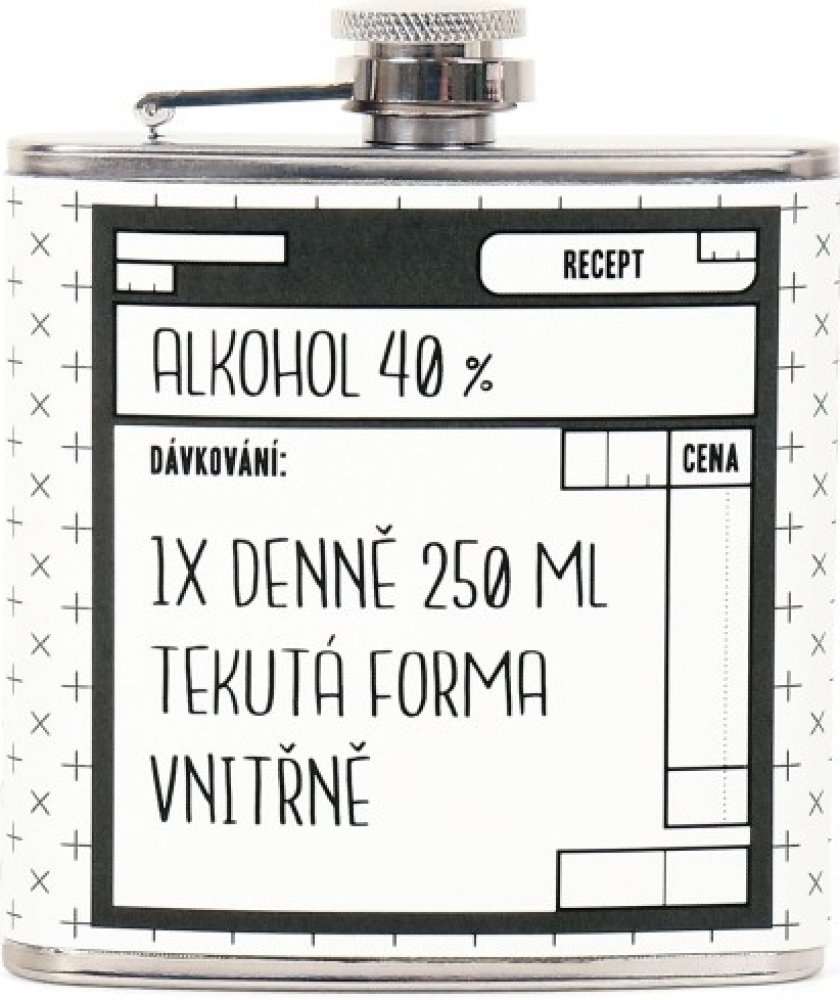 RECEPT
ALKOHOL 40 %
DÁVKOVÁNÍ:
CENA
1X DENNĚ 250 ML
TEKUTÁ FORMA
VNITŘNĚ